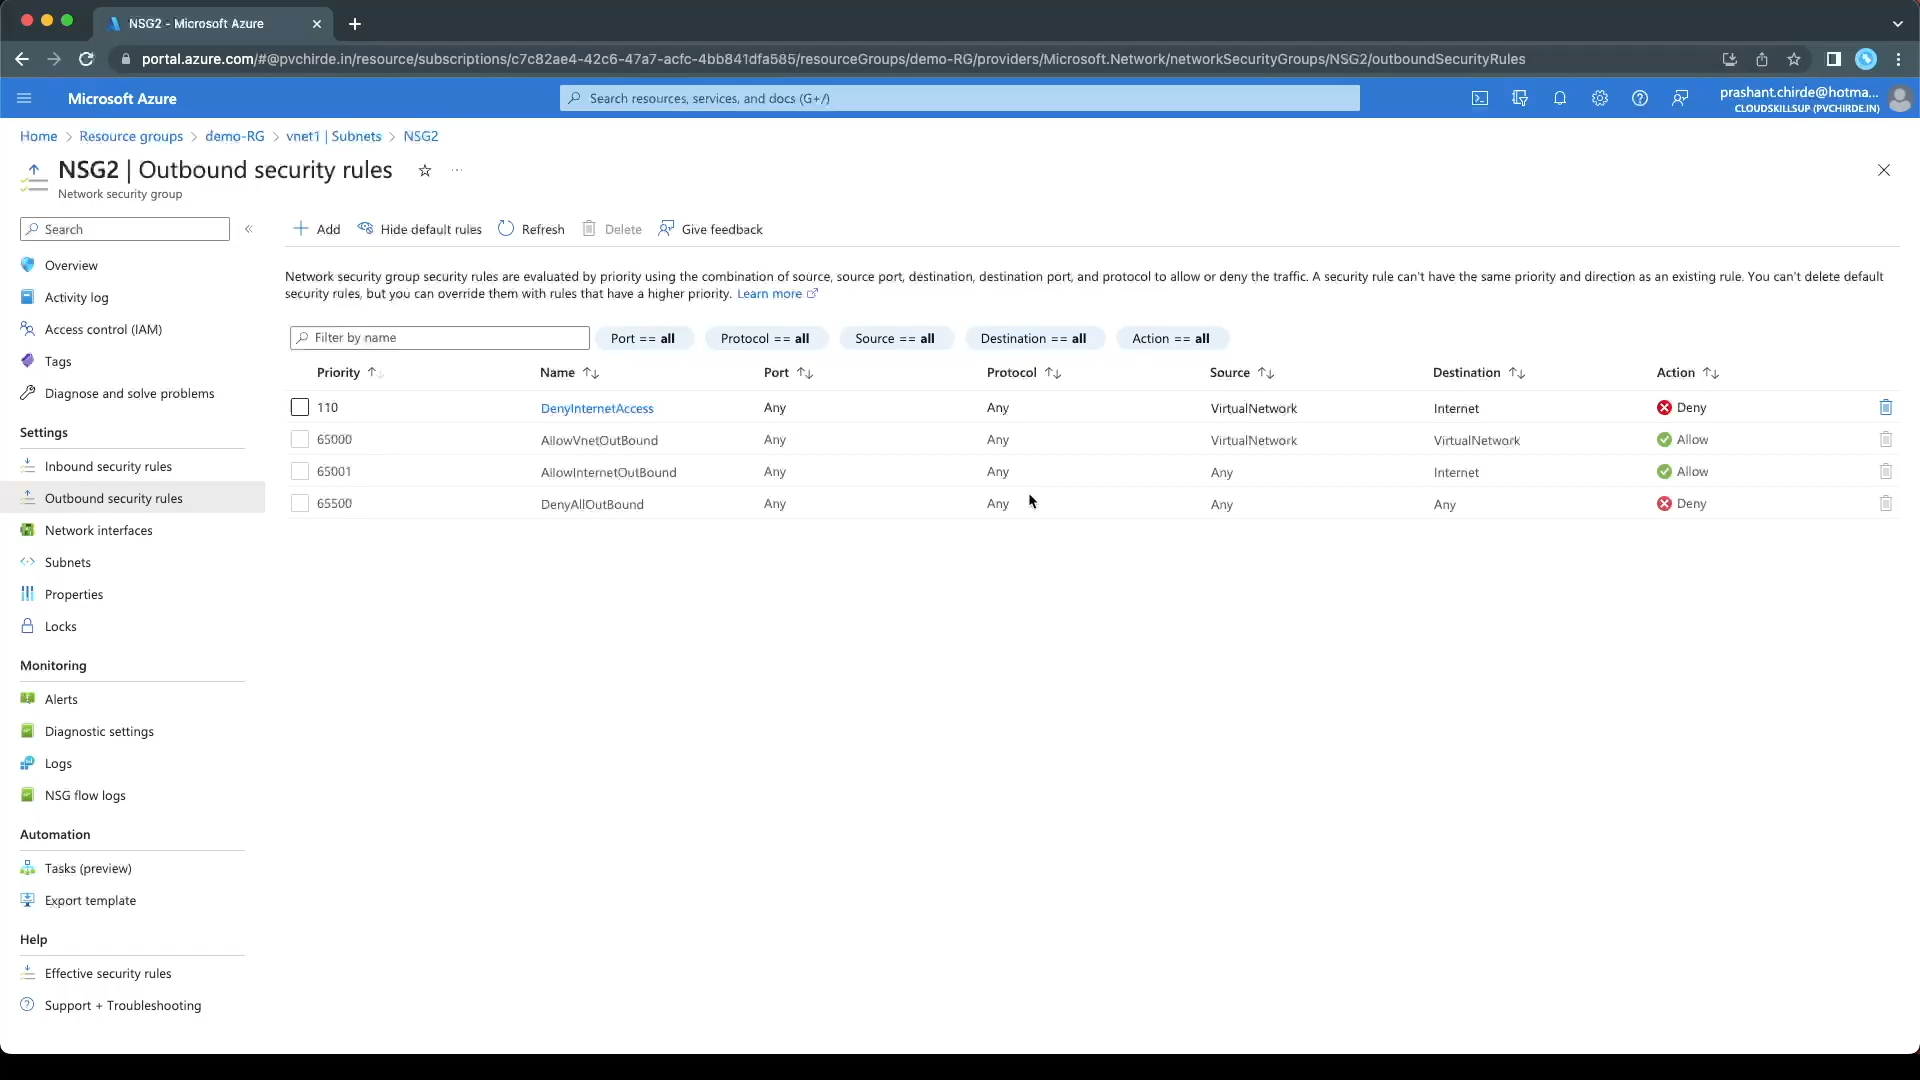 NSG2 - Microsoft Azure
portal.azure.com/#@pvchirde.in/resource/subscriptions/c7c82ae4-42c6-47a7-acfc-4bb841dfa585/resourceGroups/demo-RG/providers/Microsoft.Network/networkSecurityGroups/NSG2/outboundSecurityRules
Microsoft Azure
Search resources, services, and docs (G+/)
prashant.chirde@hotma...
CLOUDSKILLSUP (PVCHIRDE.IN)
Home > Resource groups > demo-RG > vnet1 | Subnets > NSG2
NSG2 | Outbound security rules
Network security group
Search
Add Hide default rules Refresh Delete Give feedback
Overview
Activity log
Access control (IAM)
Tags
Diagnose and solve problems
Settings
Inbound security rules
Outbound security rules
Network interfaces
Subnets
Properties
Locks
Monitoring
Alerts
Diagnostic settings
Logs
NSG flow logs
Automation
Tasks (preview)
Export template
Help
Effective security rules
Support + Troubleshooting
Network security group security rules are evaluated by priority using the combination of source, source port, destination, destination port, and protocol to allow or deny the traffic. A security rule can't have the same priority and direction as an existing rule. You can't delete default
security rules, but you can override them with rules that have a higher priority. Learn more
Filter by name Port == all Protocol == all Source == all Destination == all Action == all
Priority Name Port Protocol Source Destination Action
110 DenyInternetAccess Any Any VirtualNetwork Internet Deny
65000 AllowVnetOutBound Any Any VirtualNetwork VirtualNetwork Allow
65001 AllowInternetOutBound Any Any Any Internet Allow
65500 DenyAllOutBound Any Any Any Any Deny